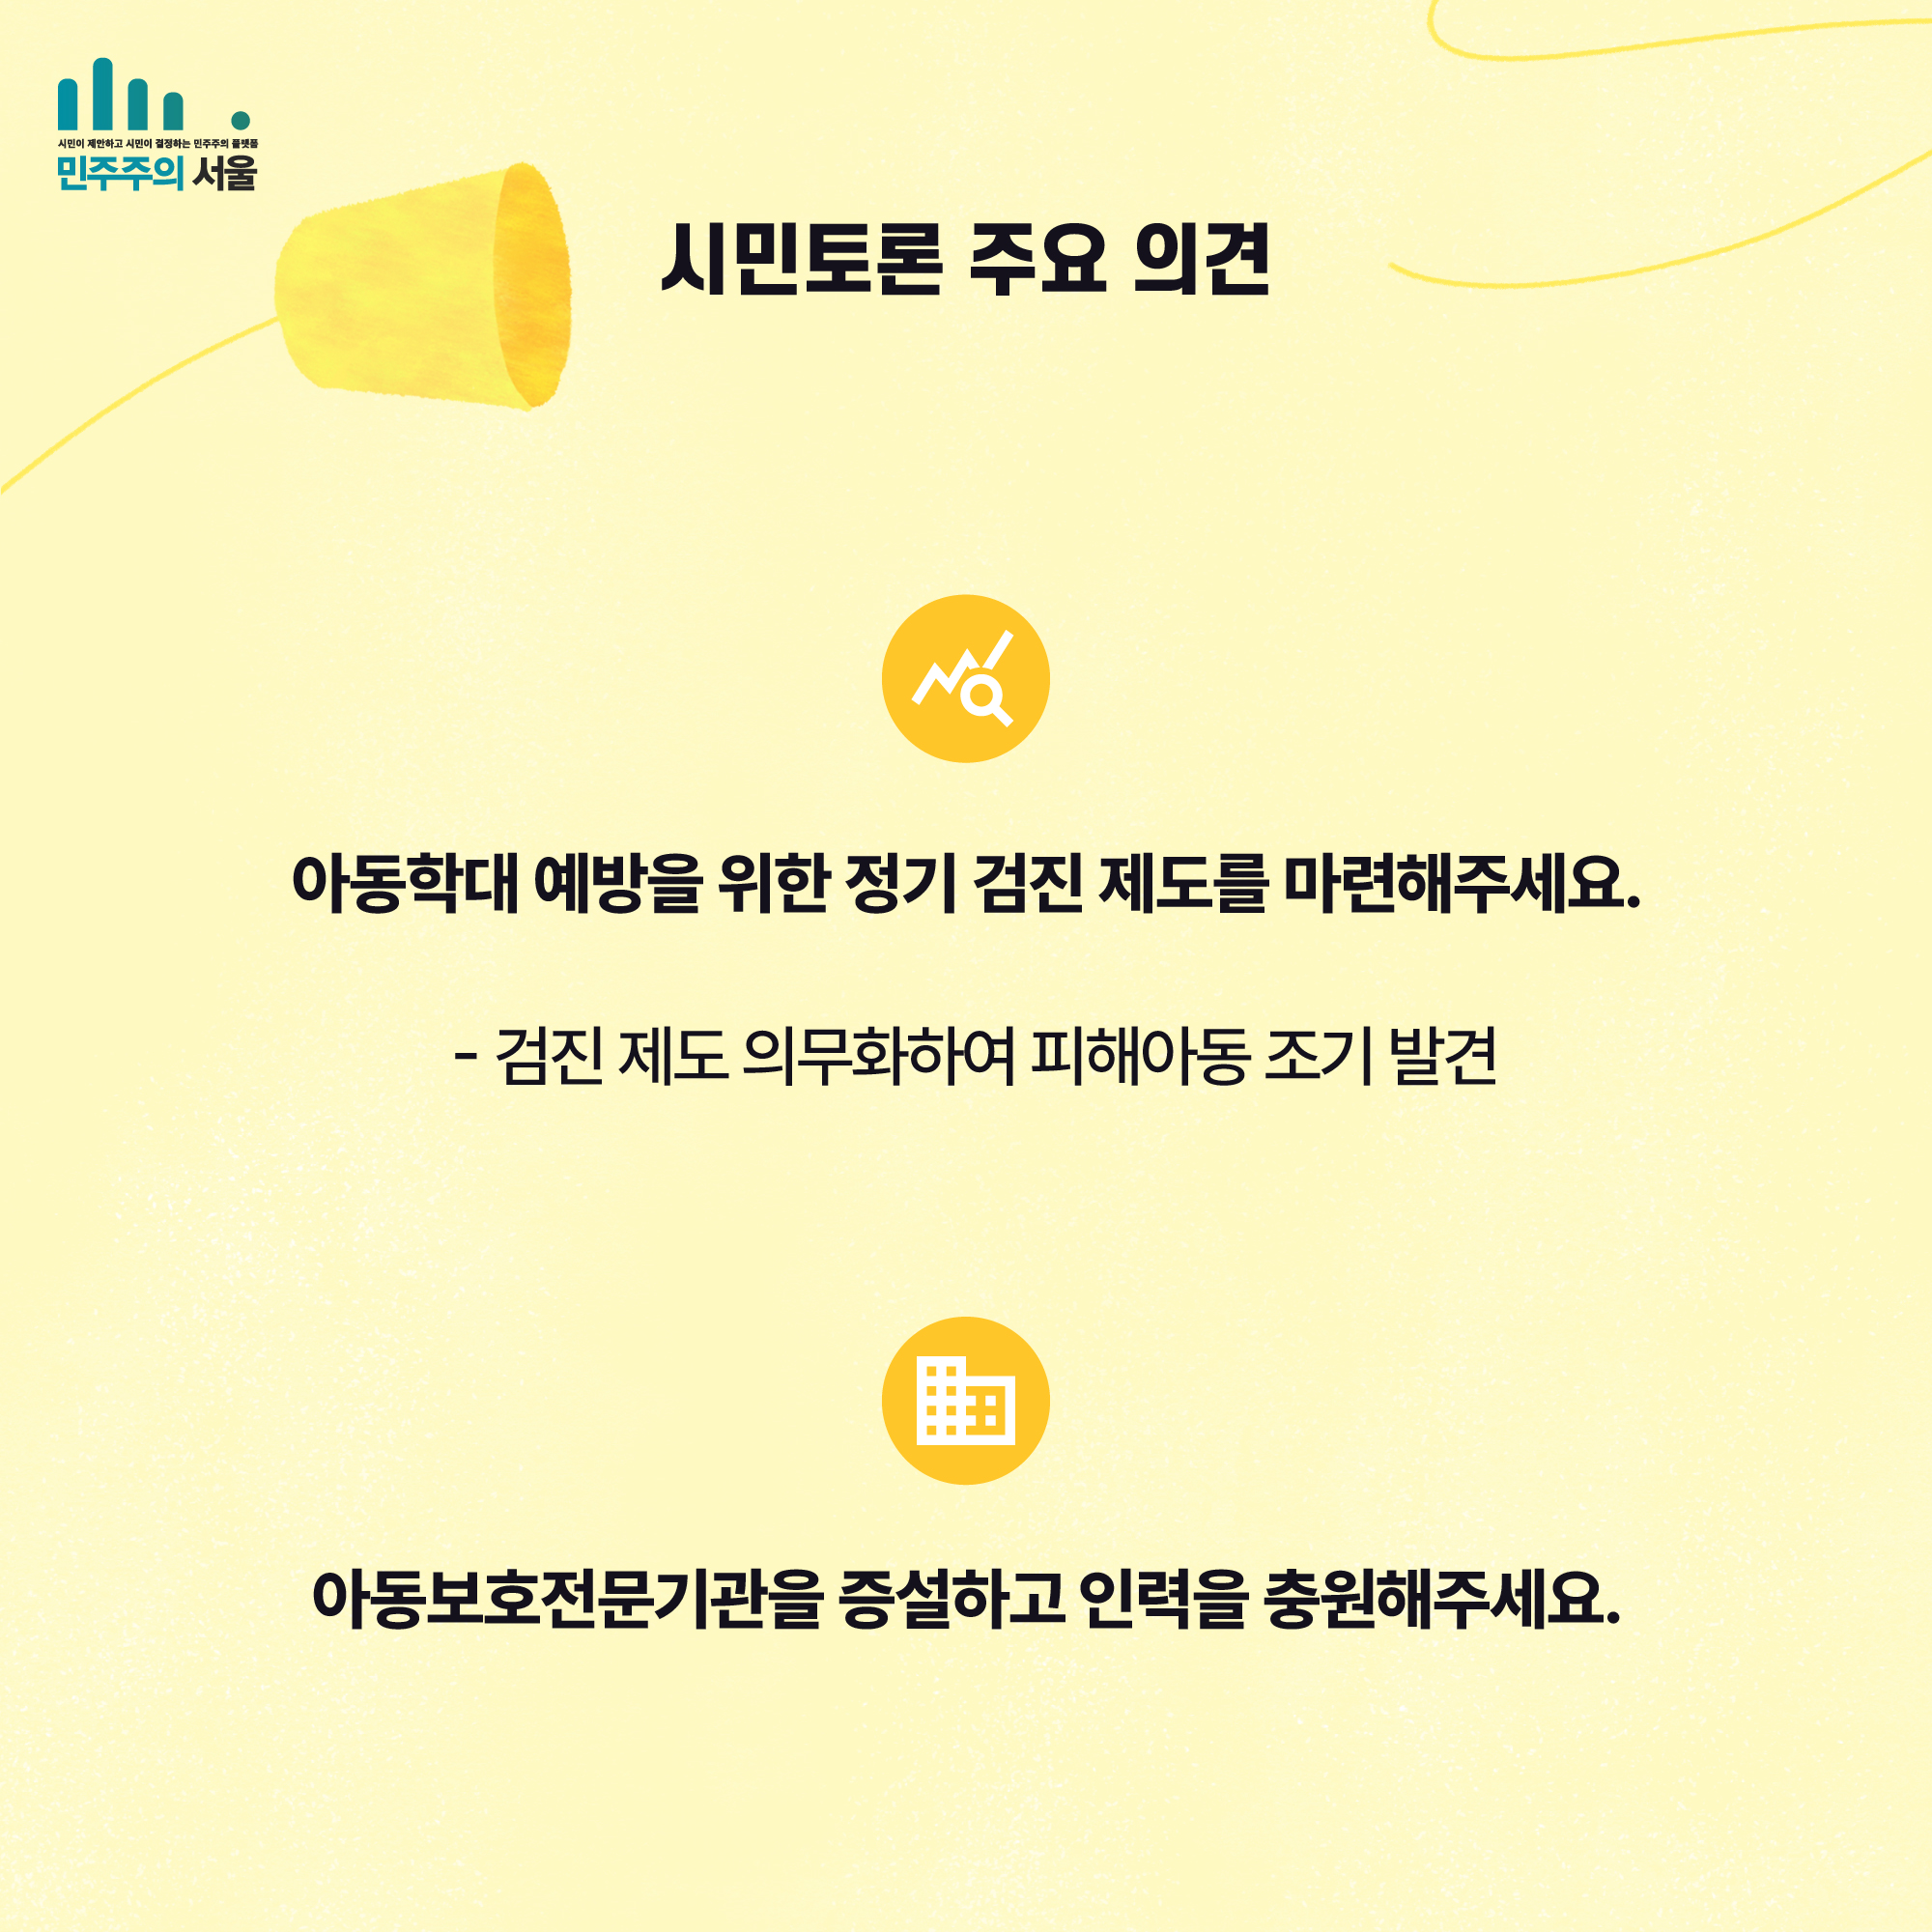 시민이 제안하고 시민이 결정하는 민주주의 플랫폼
민주주의 서울
시민토론 주요 의견
아동학대 예방을 위한 정기 검진 제도를 마련해주세요.
- 검진 제도 의무화하여 피해아동 조기 발견
아동보호전문기관을 증설하고 인력을 충원해주세요.